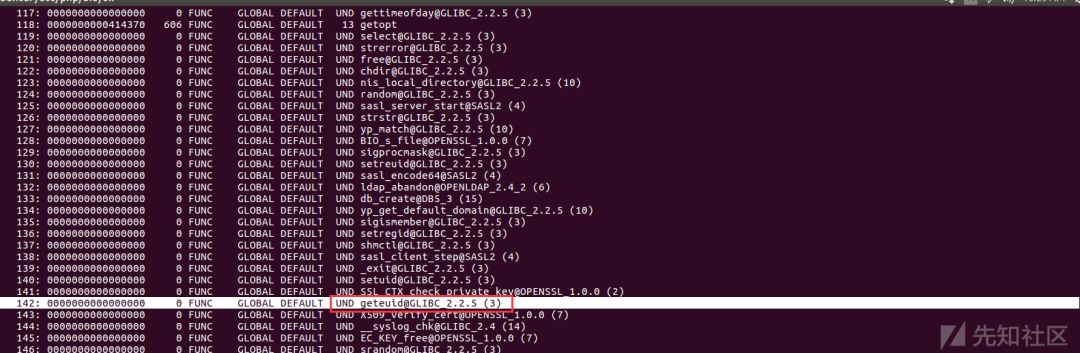 117: 0000000000000000     0 FUNC    GLOBAL DEFAULT  UND gettimeofday@GLIBC_2.2.5 (3)
118: 0000000000414370   606 FUNC    GLOBAL DEFAULT   13 getopt
119: 0000000000000000     0 FUNC    GLOBAL DEFAULT  UND select@GLIBC_2.2.5 (3)
120: 0000000000000000     0 FUNC    GLOBAL DEFAULT  UND strerror@GLIBC_2.2.5 (3)
121: 0000000000000000     0 FUNC    GLOBAL DEFAULT  UND free@GLIBC_2.2.5 (3)
122: 0000000000000000     0 FUNC    GLOBAL DEFAULT  UND chdir@GLIBC_2.2.5 (3)
123: 0000000000000000     0 FUNC    GLOBAL DEFAULT  UND nis_local_directory@GLIBC_2.2.5 (10)
124: 0000000000000000     0 FUNC    GLOBAL DEFAULT  UND random@GLIBC_2.2.5 (3)
125: 0000000000000000     0 FUNC    GLOBAL DEFAULT  UND sasl_server_start@SASL2 (4)
126: 0000000000000000     0 FUNC    GLOBAL DEFAULT  UND strstr@GLIBC_2.2.5 (3)
127: 0000000000000000     0 FUNC    GLOBAL DEFAULT  UND yp_match@GLIBC_2.2.5 (10)
128: 0000000000000000     0 FUNC    GLOBAL DEFAULT  UND BIO_s_file@OPENSSL_1.0.0 (7)
129: 0000000000000000     0 FUNC    GLOBAL DEFAULT  UND sigprocmask@GLIBC_2.2.5 (3)
130: 0000000000000000     0 FUNC    GLOBAL DEFAULT  UND setreuid@GLIBC_2.2.5 (3)
131: 0000000000000000     0 FUNC    GLOBAL DEFAULT  UND sasl_encode64@SASL2 (4)
132: 0000000000000000     0 FUNC    GLOBAL DEFAULT  UND ldap_abandon@OPENLDAP_2.4_2 (6)
133: 0000000000000000     0 FUNC    GLOBAL DEFAULT  UND db_create@DB5_3 (15)
134: 0000000000000000     0 FUNC    GLOBAL DEFAULT  UND yp_get_default_domain@GLIBC_2.2.5 (10)
135: 0000000000000000     0 FUNC    GLOBAL DEFAULT  UND sigismember@GLIBC_2.2.5 (3)
136: 0000000000000000     0 FUNC    GLOBAL DEFAULT  UND setregid@GLIBC_2.2.5 (3)
137: 0000000000000000     0 FUNC    GLOBAL DEFAULT  UND shmctl@GLIBC_2.2.5 (3)
138: 0000000000000000     0 FUNC    GLOBAL DEFAULT  UND sasl_client_step@SASL2 (4)
139: 0000000000000000     0 FUNC    GLOBAL DEFAULT  UND _exit@GLIBC_2.2.5 (3)
140: 0000000000000000     0 FUNC    GLOBAL DEFAULT  UND setuid@GLIBC_2.2.5 (3)
141: 0000000000000000     0 FUNC    GLOBAL DEFAULT  UND SSL_CTX_check_private_key@OPENSSL_1.0.0 (2)
142: 0000000000000000     0 FUNC    GLOBAL DEFAULT  UND geteuid@GLIBC_2.2.5 (3)
143: 0000000000000000     0 FUNC    GLOBAL DEFAULT  UND X509_verify_cert@OPENSSL_1.0.0 (7)
144: 0000000000000000     0 FUNC    GLOBAL DEFAULT  UND __syslog_chk@GLIBC_2.4 (14)
145: 0000000000000000     0 FUNC    GLOBAL DEFAULT  UND EC_KEY_free@OPENSSL_1.0.0 (7)
146: 0000000000000000     0 FUNC    GLOBAL DEFAULT  UND srandom@GLIBC_2.2.5 (3)
先知社区